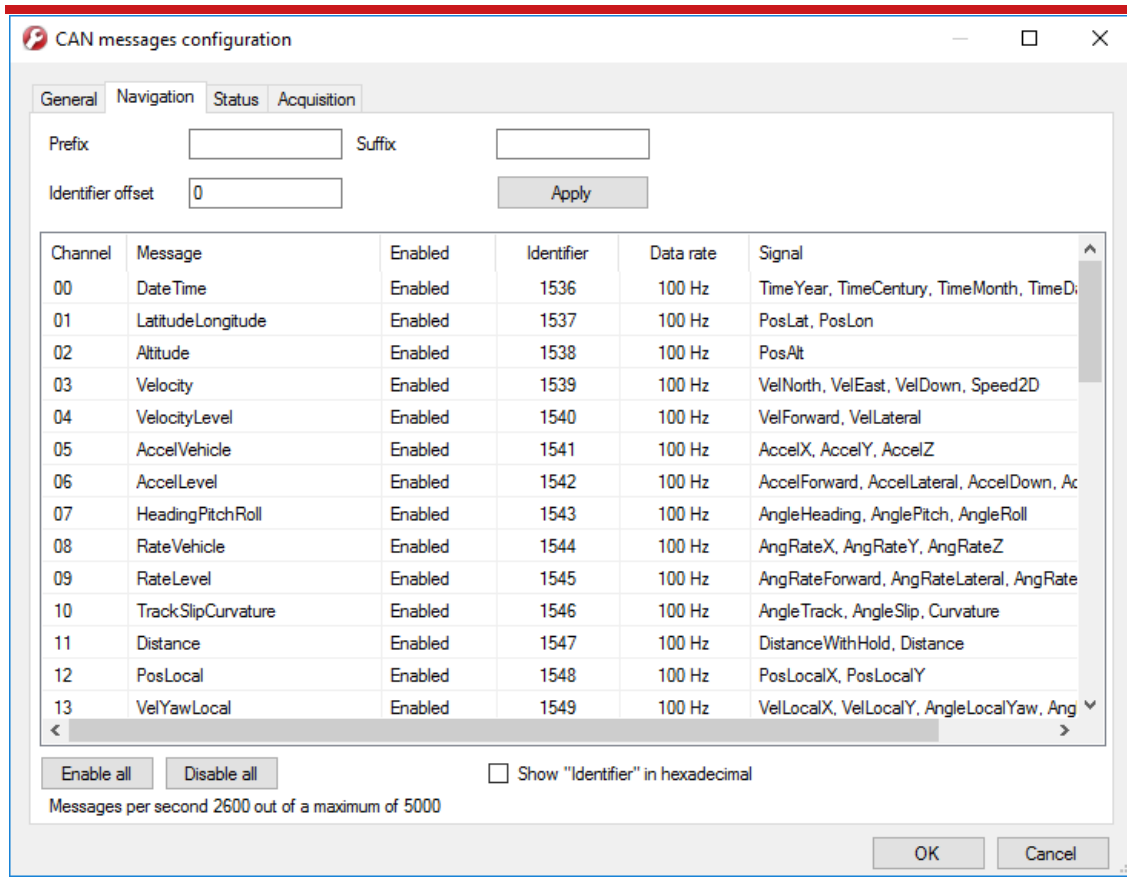 CAN messages configuration
General Navigation Status Acquisition
Prefix Suffix
Identifier offset 0 Apply
Channel Message Enabled Identifier Data rate Signal
00 DateTime Enabled 1536 100 Hz TimeYear, TimeCentury, TimeMonth, TimeDa
01 LatitudeLongitude Enabled 1537 100 Hz PosLat, PosLon
02 Altitude Enabled 1538 100 Hz PosAlt
03 Velocity Enabled 1539 100 Hz VelNorth, VelEast, VelDown, Speed2D
04 VelocityLevel Enabled 1540 100 Hz VelForward, VelLateral
05 AccelVehicle Enabled 1541 100 Hz AccelX, AccelY, AccelZ
06 AccelLevel Enabled 1542 100 Hz AccelForward, AccelLateral, AccelDown, Ac
07 HeadingPitchRoll Enabled 1543 100 Hz AngleHeading, AnglePitch, AngleRoll
08 RateVehicle Enabled 1544 100 Hz AngRateX, AngRateY, AngRateZ
09 RateLevel Enabled 1545 100 Hz AngRateForward, AngRateLateral, AngRate
10 TrackSlipCurvature Enabled 1546 100 Hz AngleTrack, AngleSlip, Curvature
11 Distance Enabled 1547 100 Hz DistanceWithHold, Distance
12 PosLocal Enabled 1548 100 Hz PosLocalX, PosLocalY
13 VelYawLocal Enabled 1549 100 Hz VelLocalX, VelLocalY, AngleLocalYaw, Ang
Enable all Disable all Show "Identifier" in hexadecimal
Messages per second 2600 out of a maximum of 5000
OK Cancel